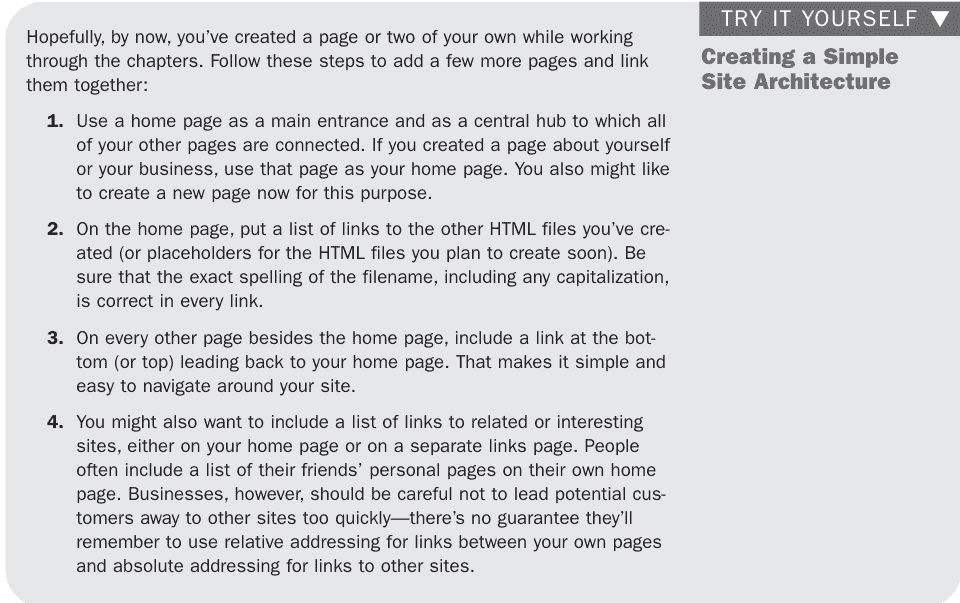 TRY IT YOURSELF ▼
Creating a Simple
Site Architecture
Hopefully, by now, you’ve created a page or two of your own while working
through the chapters. Follow these steps to add a few more pages and link
them together:
1. Use a home page as a main entrance and as a central hub to which all
of your other pages are connected. If you created a page about yourself
or your business, use that page as your home page. You also might like
to create a new page now for this purpose.
2. On the home page, put a list of links to the other HTML files you’ve cre-
ated (or placeholders for the HTML files you plan to create soon). Be
sure that the exact spelling of the filename, including any capitalization,
is correct in every link.
3. On every other page besides the home page, include a link at the bot-
tom (or top) leading back to your home page. That makes it simple and
easy to navigate around your site.
4. You might also want to include a list of links to related or interesting
sites, either on your home page or on a separate links page. People
often include a list of their friends’ personal pages on their own home
page. Businesses, however, should be careful not to lead potential cus-
tomers away to other sites too quickly—there’s no guarantee they’ll
remember to use relative addressing for links between your own pages
and absolute addressing for links to other sites.